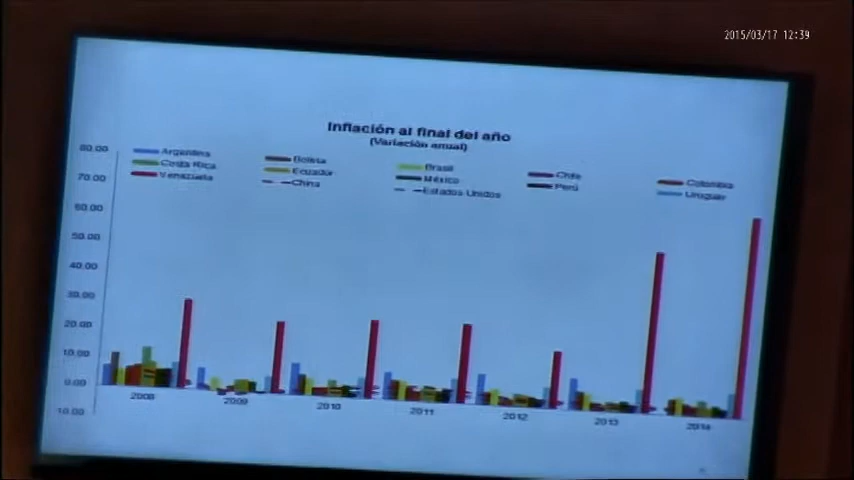 2015/03/17 12:39
Inflación al final del año
(Variación anual)
80.00
70.00
60.00
50.00
40.00
30.00
20.00
10.00
0.00
10.00
Argentina Bolivia Brasil Chile Colombia
Costa Rica Ecuador México Perú Uruguay
Venezuela China Estados Unidos
2008 2009 2010 2011 2012 2013 2014